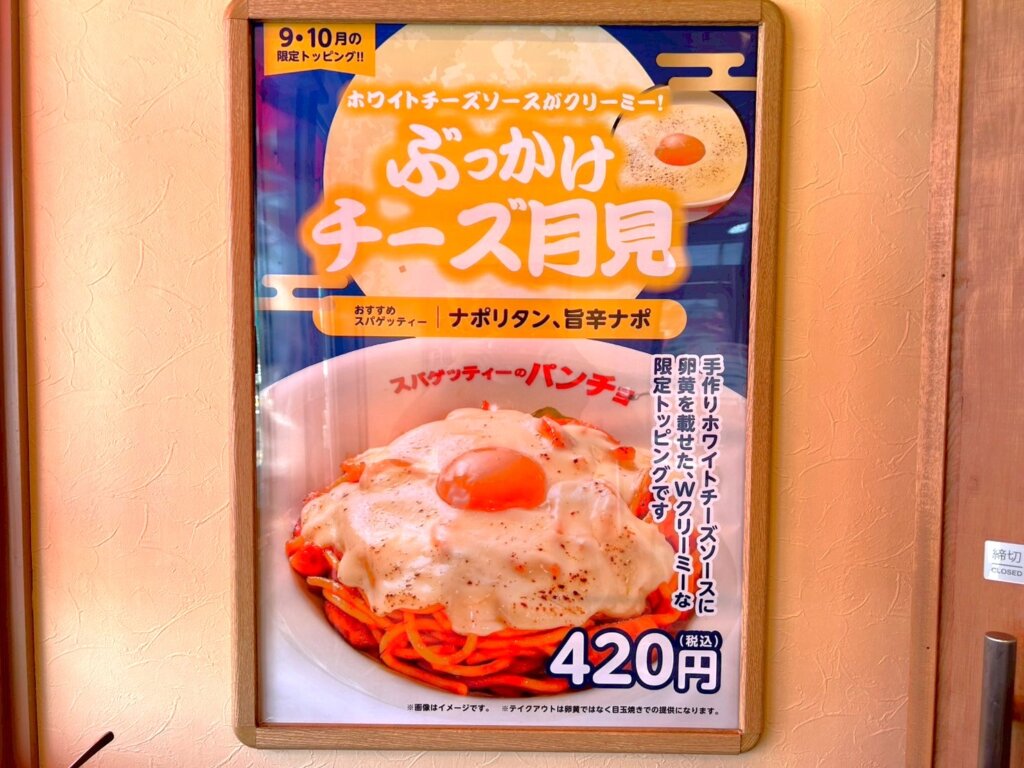 9・10月の
限定トッピング!!
ホワイトチーズソースがクリーミー!
ぶっかけ
チーズ月見
おすすめ
スパゲッティー
ナポリタン、旨辛ナポ
スパゲッティーのパンチョ
手作りホワイトチーズソースに
卵黄を載せた、Wクリーミーな
限定トッピングです
420円
(税込)
※画像はイメージです。 ※テイクアウトは卵黄ではなく目玉焼きでの提供になります。
締切
CLOSED